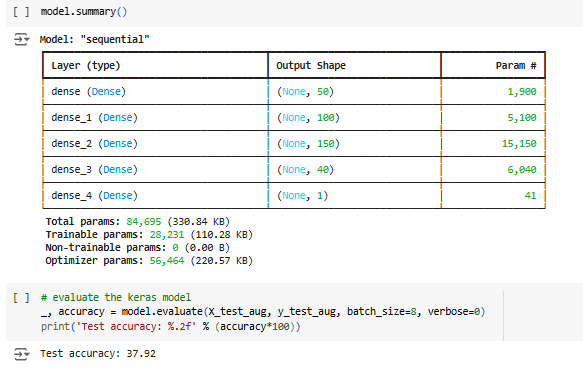 [ ] model.summary()
Model: "sequential"
Layer (type) Output Shape Param #
dense (Dense) (None, 50) 1,900
dense_1 (Dense) (None, 100) 5,100
dense_2 (Dense) (None, 150) 15,150
dense_3 (Dense) (None, 40) 6,040
dense_4 (Dense) (None, 1) 41
Total params: 84,695 (330.84 KB)
Trainable params: 28,231 (110.28 KB)
Non-trainable params: 0 (0.00 B)
Optimizer params: 56,464 (220.57 KB)
[ ] # evaluate the keras model
_, accuracy = model.evaluate(X_test_aug, y_test_aug, batch_size=8, verbose=0)
print('Test accuracy: %.2f' % (accuracy*100))
Test accuracy: 37.92